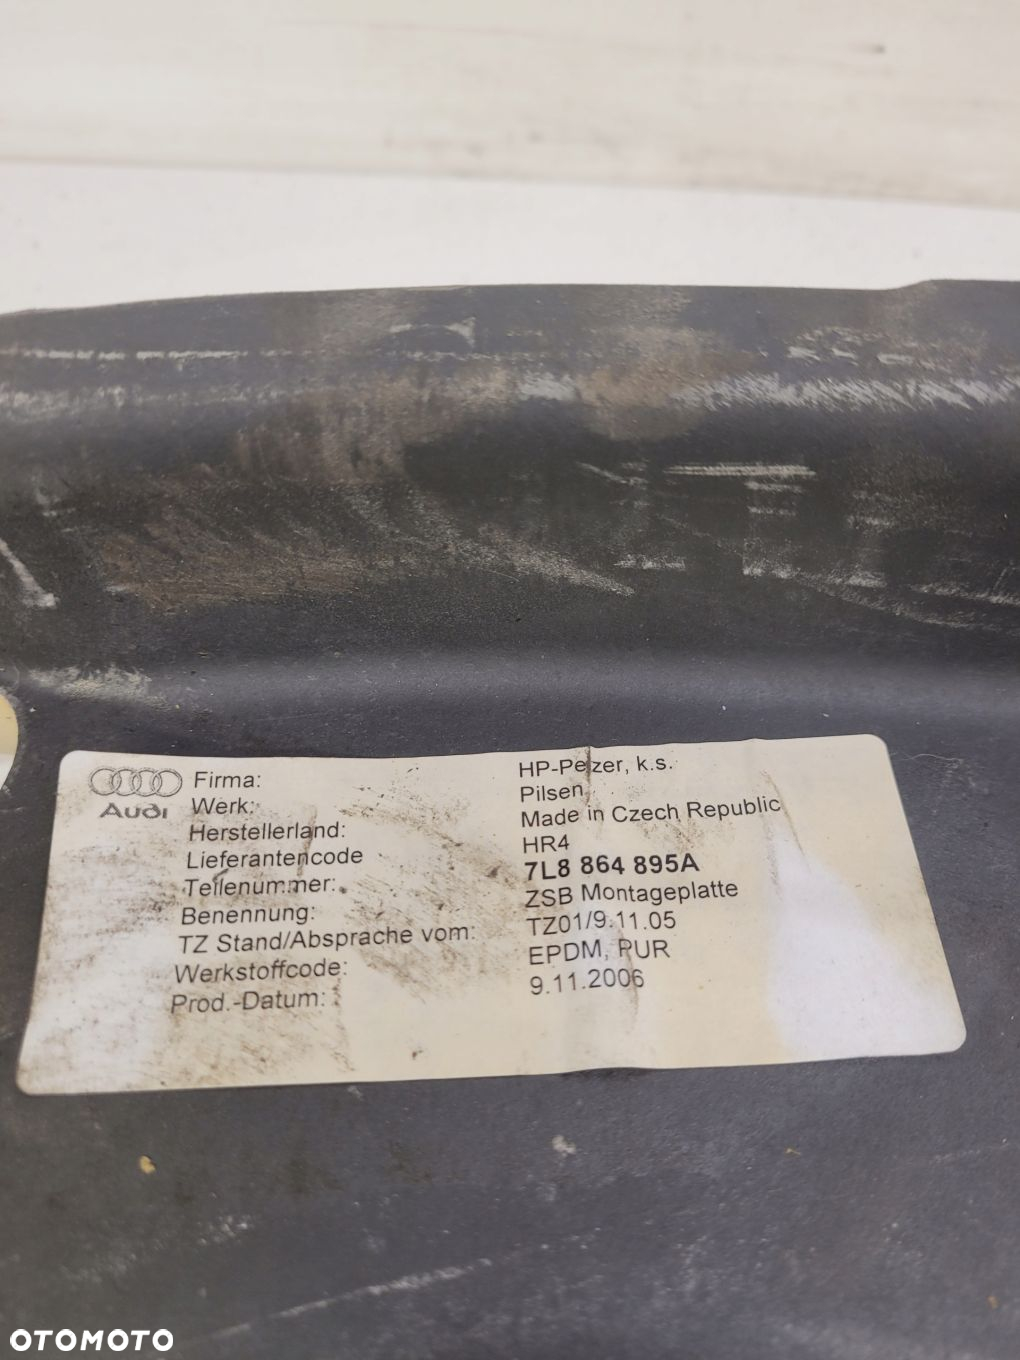 Audi
Firma: HP-Pelzer, k.s.
Werk: Pilsen
Herstellerland: Made in Czech Republic
Lieferantencode HR4
Teilenummer: 7L8 864 895A
Benennung: ZSB Montageplatte
TZ Stand/Absprache vom: TZ01/9.11.05
Werkstoffcode: EPDM, PUR
Prod.-Datum: 9.11.2006
OTOMOTO